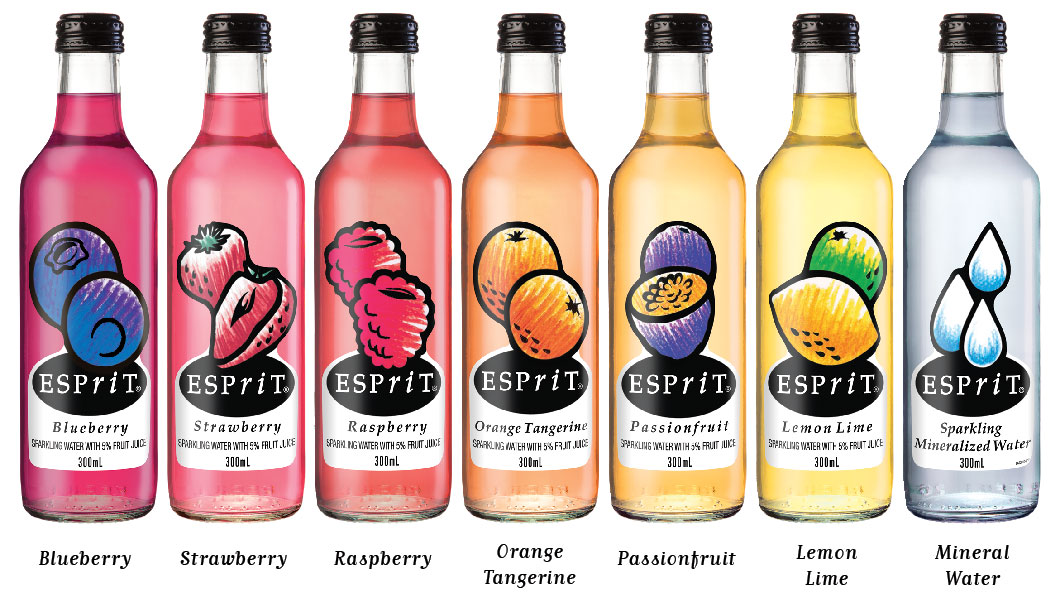 ESPriT®
Blueberry
SPARKLING WATER WITH 5% FRUIT JUICE
300mL
ESPriT®
Strawberry
SPARKLING WATER WITH 5% FRUIT JUICE
300mL
ESPriT®
Raspberry
SPARKLING WATER WITH 5% FRUIT JUICE
300mL
ESPriT®
Orange Tangerine
SPARKLING WATER WITH 5% FRUIT JUICE
300mL
ESPriT®
Passionfruit
SPARKLING WATER WITH 5% FRUIT JUICE
300mL
ESPriT®
Lemon Lime
SPARKLING WATER WITH 5% FRUIT JUICE
300mL
ESPriT®
Sparkling
Mineralized Water
300mL
Blueberry
Strawberry
Raspberry
Orange
Tangerine
Passionfruit
Lemon
Lime
Mineral
Water